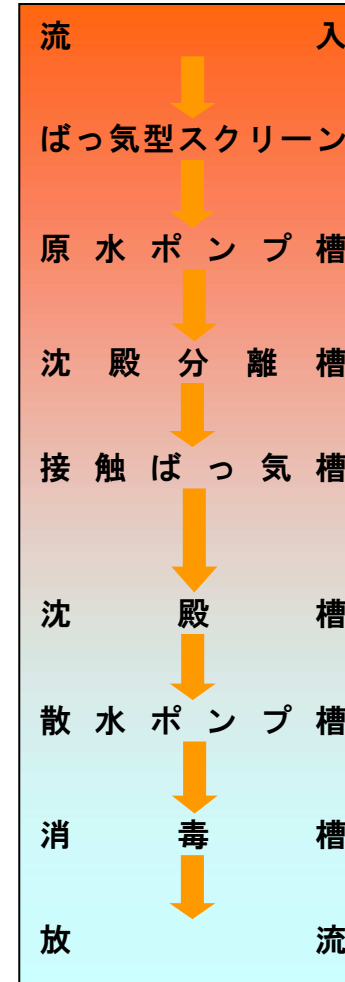 流入
ばっ気型スクリーン
原水ポンプ槽
沈殿分離槽
接触ばっ気槽
沈殿槽
散水ポンプ槽
消毒槽
放流